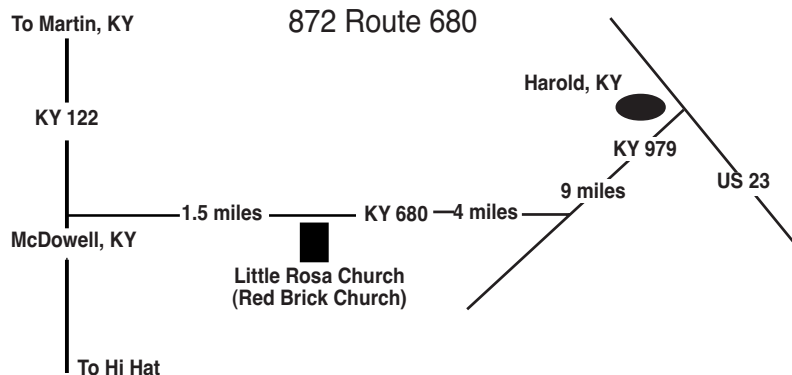 872 Route 680
To Martin, KY
Harold, KY
KY 122
KY 979
9 miles
US 23
1.5 miles
KY 680
4 miles
McDowell, KY
Little Rosa Church
(Red Brick Church)
To Hi Hat